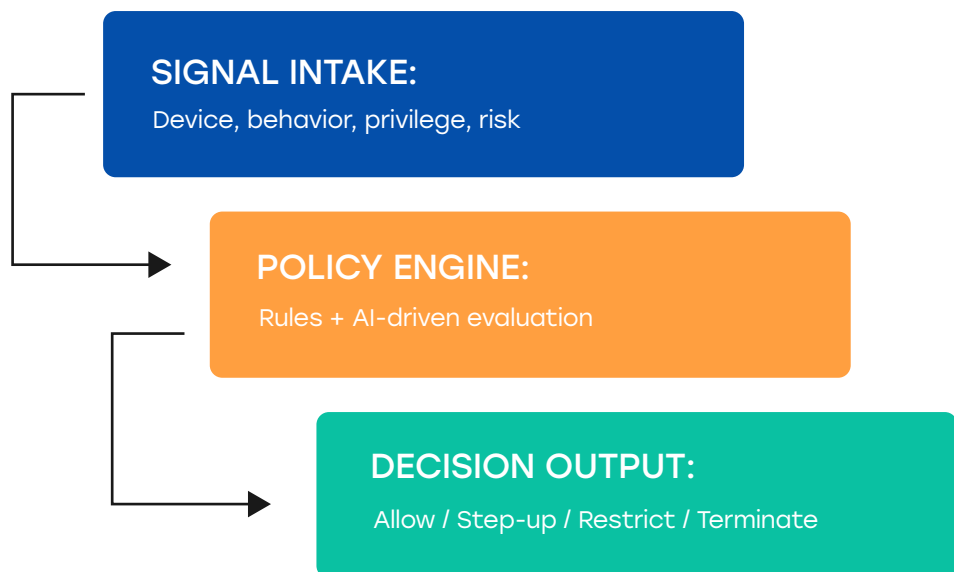 SIGNAL INTAKE:
Device, behavior, privilege, risk
POLICY ENGINE:
Rules + AI-driven evaluation
DECISION OUTPUT:
Allow / Step-up / Restrict / Terminate